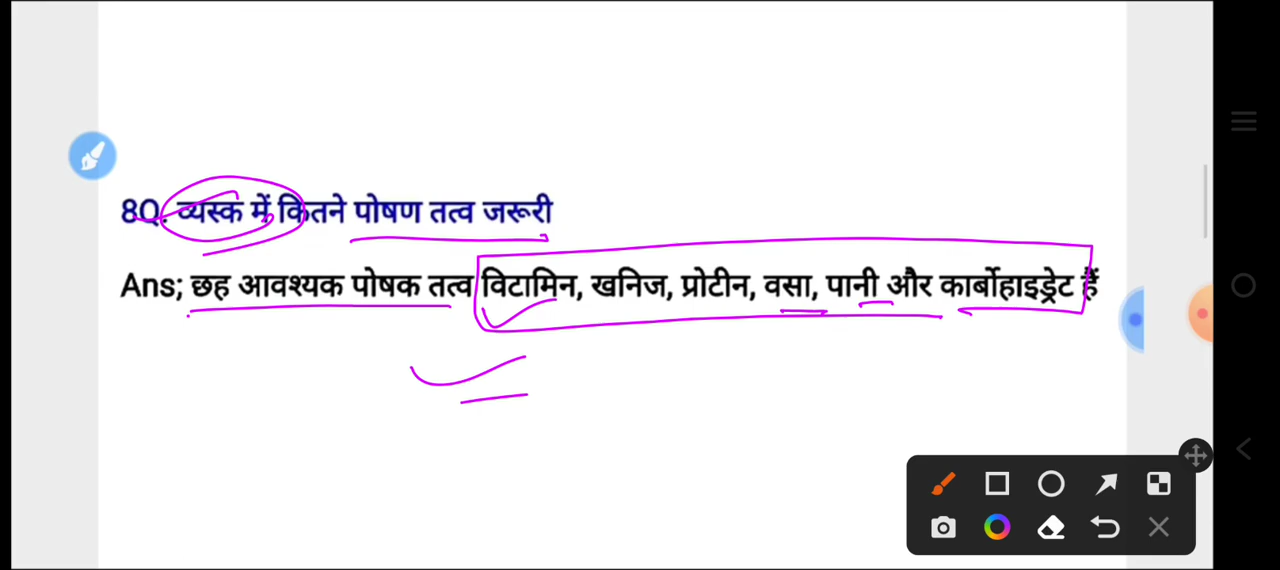 8Q. व्यस्क में कितने पोषण तत्व जरूरी
Ans; छह आवश्यक पोषक तत्व विटामिन, खनिज, प्रोटीन, वसा, पानी और कार्बोहाइड्रेट हैं